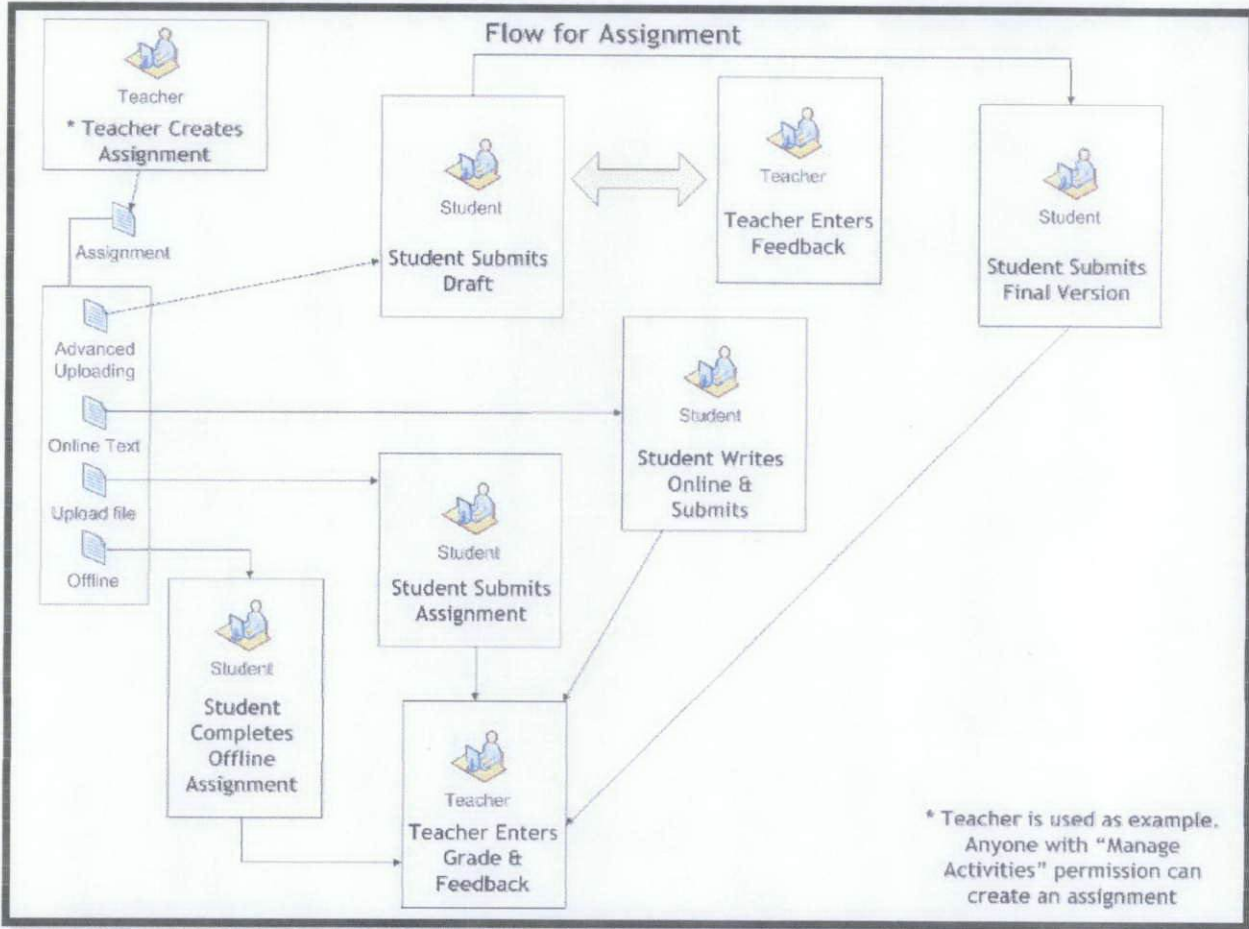 Flow for Assignment
Teacher
* Teacher Creates
Assignment
Assignment
Advanced
Uploading
Online Text
Upload file
Offline
Student
Student Submits
Draft
Teacher
Teacher Enters
Feedback
Student
Student Submits
Final Version
Student
Student Writes
Online &
Submits
Student
Student Submits
Assignment
Student
Student
Completes
Offline
Assignment
Teacher
Teacher Enters
Grade &
Feedback
* Teacher is used as example.
Anyone with “Manage
Activities” permission can
create an assignment